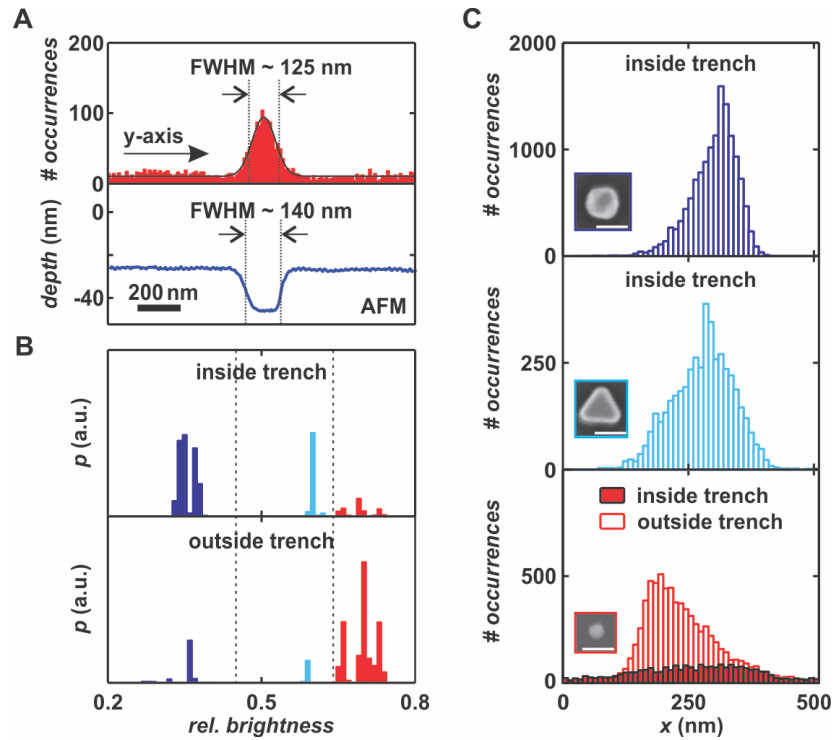 A
200
FWHM ~ 125 nm
100
y-axis
0
# occurrences
0
FWHM ~ 140 nm
-40
200 nm
AFM
depth (nm)
B
inside trench
p (a.u.)
outside trench
p (a.u.)
0.2
0.5
0.8
rel. brightness
C
2000
inside trench
1000
0
# occurrences
inside trench
250
0
# occurrences
inside trench
outside trench
500
0
# occurrences
0
250
500
x (nm)